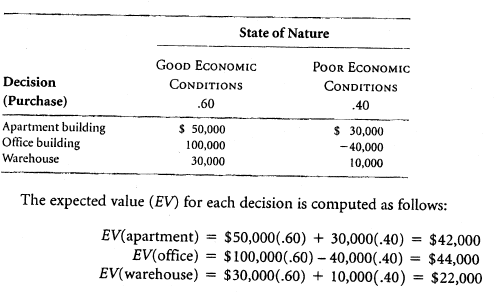 State of Nature
GOOD ECONOMIC POOR ECONOMIC
Decision CONDITIONS CONDITIONS
(Purchase) .60 .40
Apartment building $ 50,000 $ 30,000
Office building 100,000 −40,000
Warehouse 30,000 10,000
The expected value (EV) for each decision is computed as follows:
EV(apartment) = $50,000(.60) + 30,000(.40) = $42,000
EV(office) = $100,000(.60) − 40,000(.40) = $44,000
EV(warehouse) = $30,000(.60) + 10,000(.40) = $22,000